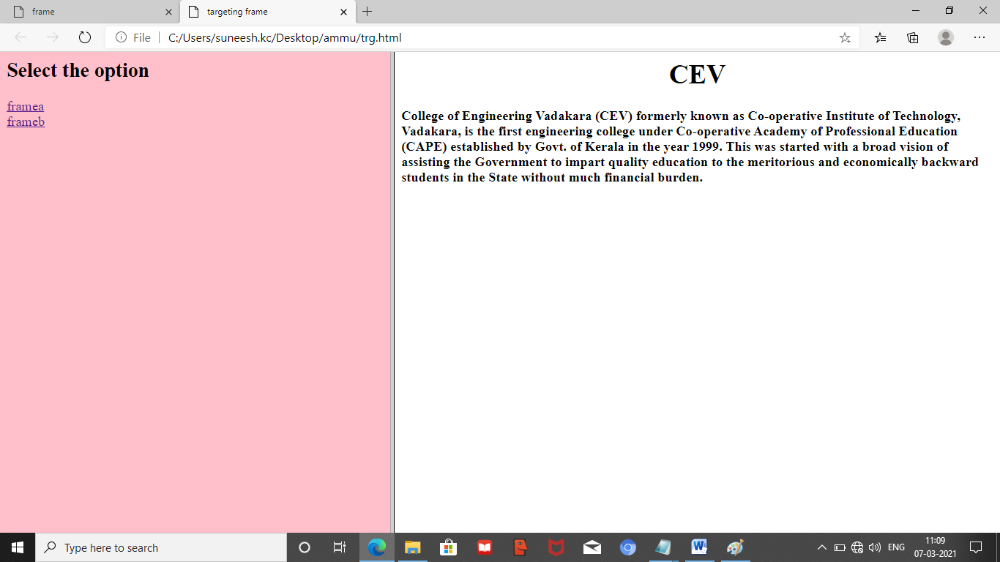 frame
targeting frame
File
C:/Users/suneesh.kc/Desktop/ammu/trg.html
Select the option
framea
frameb
CEV
College of Engineering Vadakara (CEV) formerly known as Co-operative Institute of Technology,
Vadakara, is the first engineering college under Co-operative Academy of Professional Education
(CAPE) established by Govt. of Kerala in the year 1999. This was started with a broad vision of
assisting the Government to impart quality education to the meritorious and economically backward
students in the State without much financial burden.
Type here to search
ENG
11:09
07-03-2021